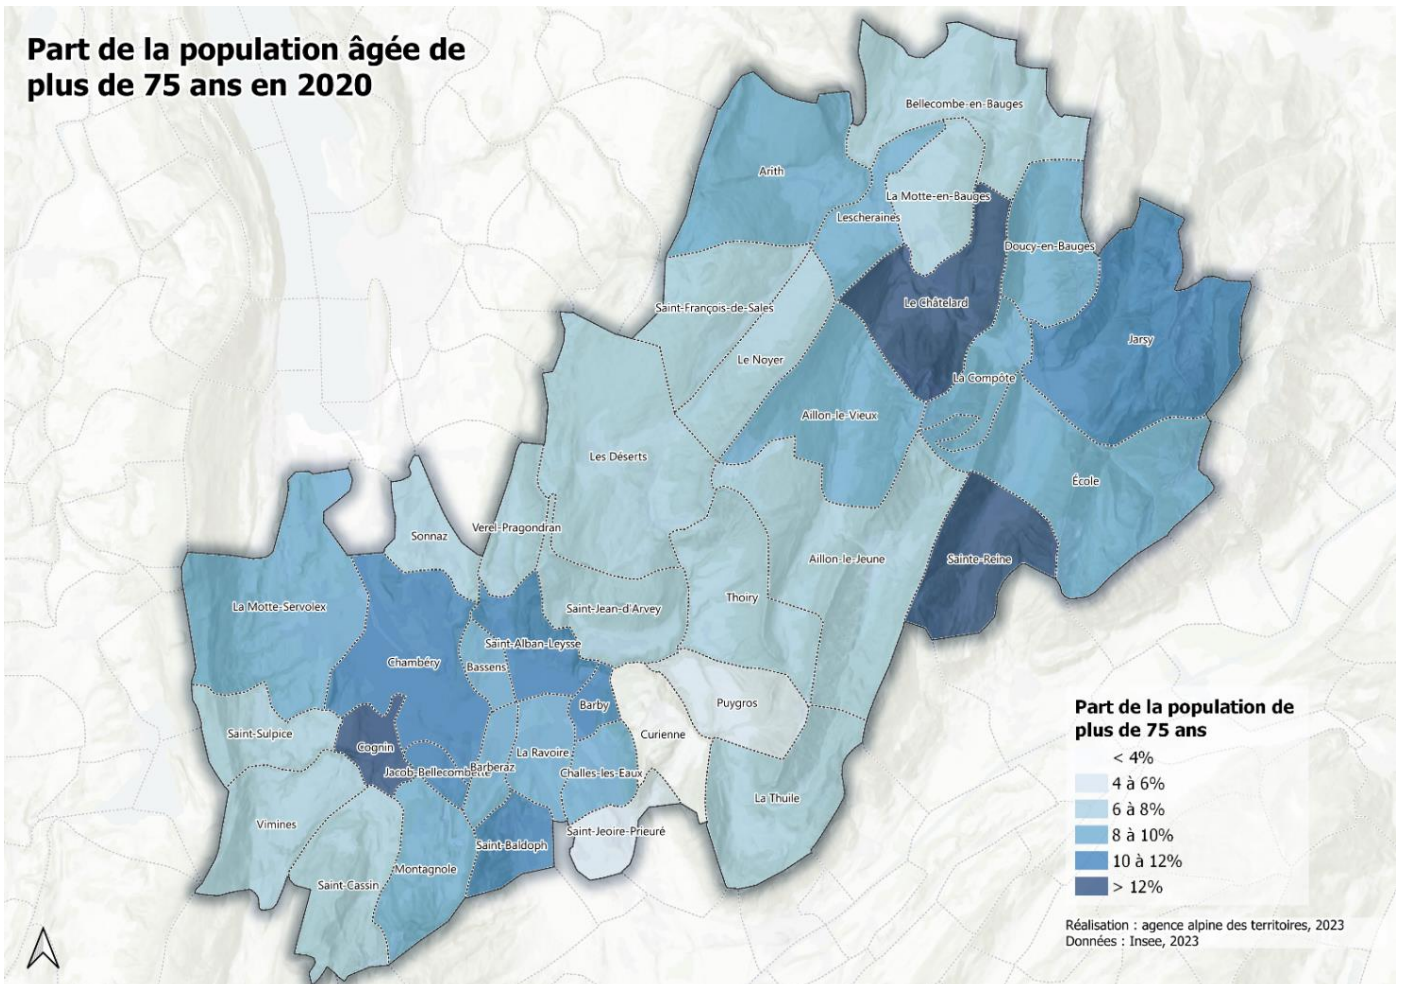 Part de la population âgée de
plus de 75 ans en 2020
Bellecombe-en-Bauges
Arith
La Motte-en-Bauges
Lescheraines
Doucy-en-Bauges
Le Châtelard
Saint-François-de-Sales
Jarsy
Le Noyer
La Compôte
Aillon-le-Vieux
Les Déserts
École
Verel-Pragondran
Sonnaz
Aillon-le-Jeune
Sainte-Reine
Thoiry
La Motte-Servolex
Saint-Jean-d'Arvey
Saint-Alban-Leysse
Chambéry
Bassens
Puygros
Barby
Saint-Sulpice
Curienne
Cognin
La Ravoire
Barberaz
Jacob-Bellecombette
Challes-les-Eaux
La Thuile
Vimines
Saint-Jeoire-Prieuré
Saint-Baldoph
Montagnole
Saint-Cassin
Part de la population de
plus de 75 ans
< 4%
4 à 6%
6 à 8%
8 à 10%
10 à 12%
> 12%
Réalisation : agence alpine des territoires, 2023
Données : Insee, 2023